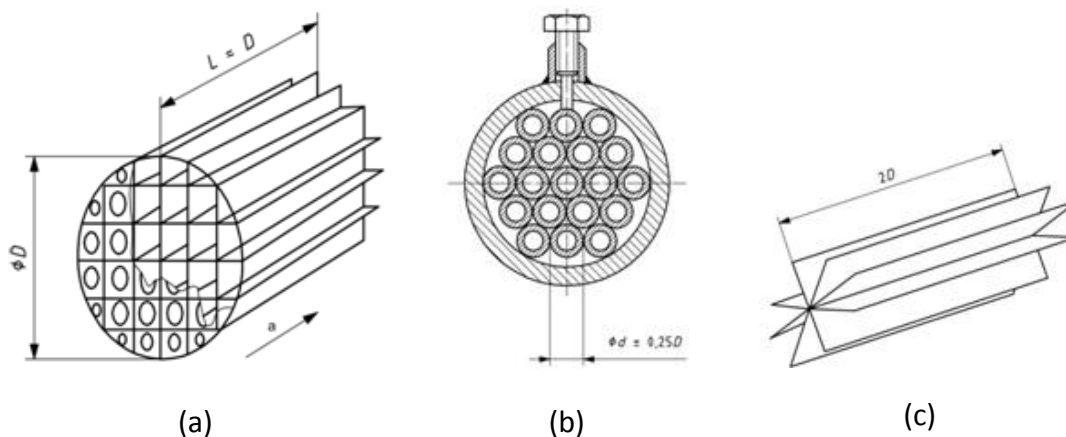 L = D
ΦD
a
Φd ≤ 0,25D
2D
(a)
(b)
(c)